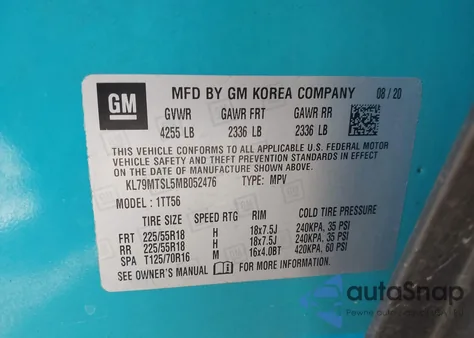 GM
MFD BY GM KOREA COMPANY 08 / 20
GVWR GAWR FRT GAWR RR
4255 LB 2336 LB 2336 LB
THIS VEHICLE CONFORMS TO ALL APPLICABLE U.S. FEDERAL MOTOR
VEHICLE SAFETY AND THEFT PREVENTION STANDARDS IN EFFECT ON THE
DATE OF MANUFACTURE SHOWN ABOVE.
KL79MTSL5MB052476 TYPE: MPV
MODEL: 1TT56
TIRE SIZE SPEED RTG RIM COLD TIRE PRESSURE
FRT 225/55R18 H 18x7.5J 240KPA, 35 PSI
RR 225/55R18 H 18x7.5J 240KPA, 35 PSI
SPA T125/70R16 M 16x4.0BT 420KPA, 60 PSI
SEE OWNER'S MANUAL FOR MORE INFORMATION.
autoSnap